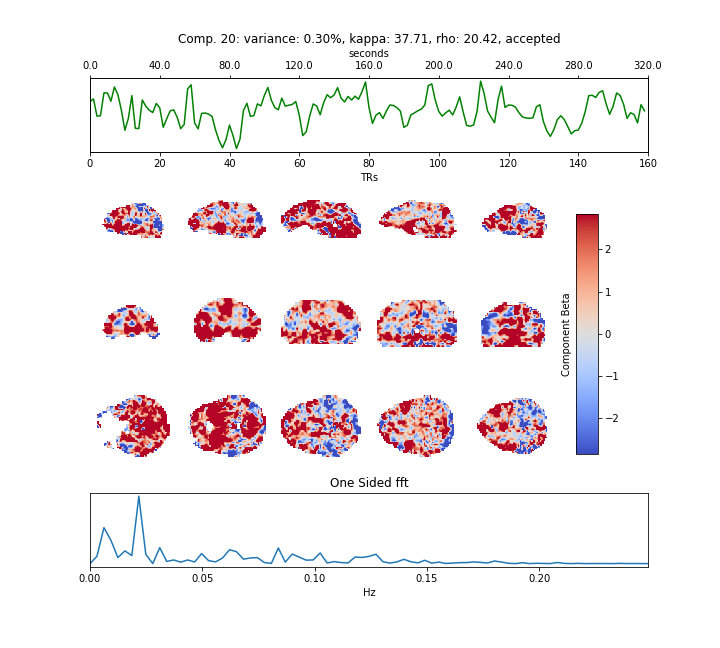 Comp. 20: variance: 0.30%, kappa: 37.71, rho: 20.42, accepted
seconds
0.0 40.0 80.0 120.0 160.0 200.0 240.0 280.0 320.0
0 20 40 60 80 100 120 140 160
TRs
2
1
0
−1
−2
Component Beta
One Sided fft
0.00 0.05 0.10 0.15 0.20
Hz